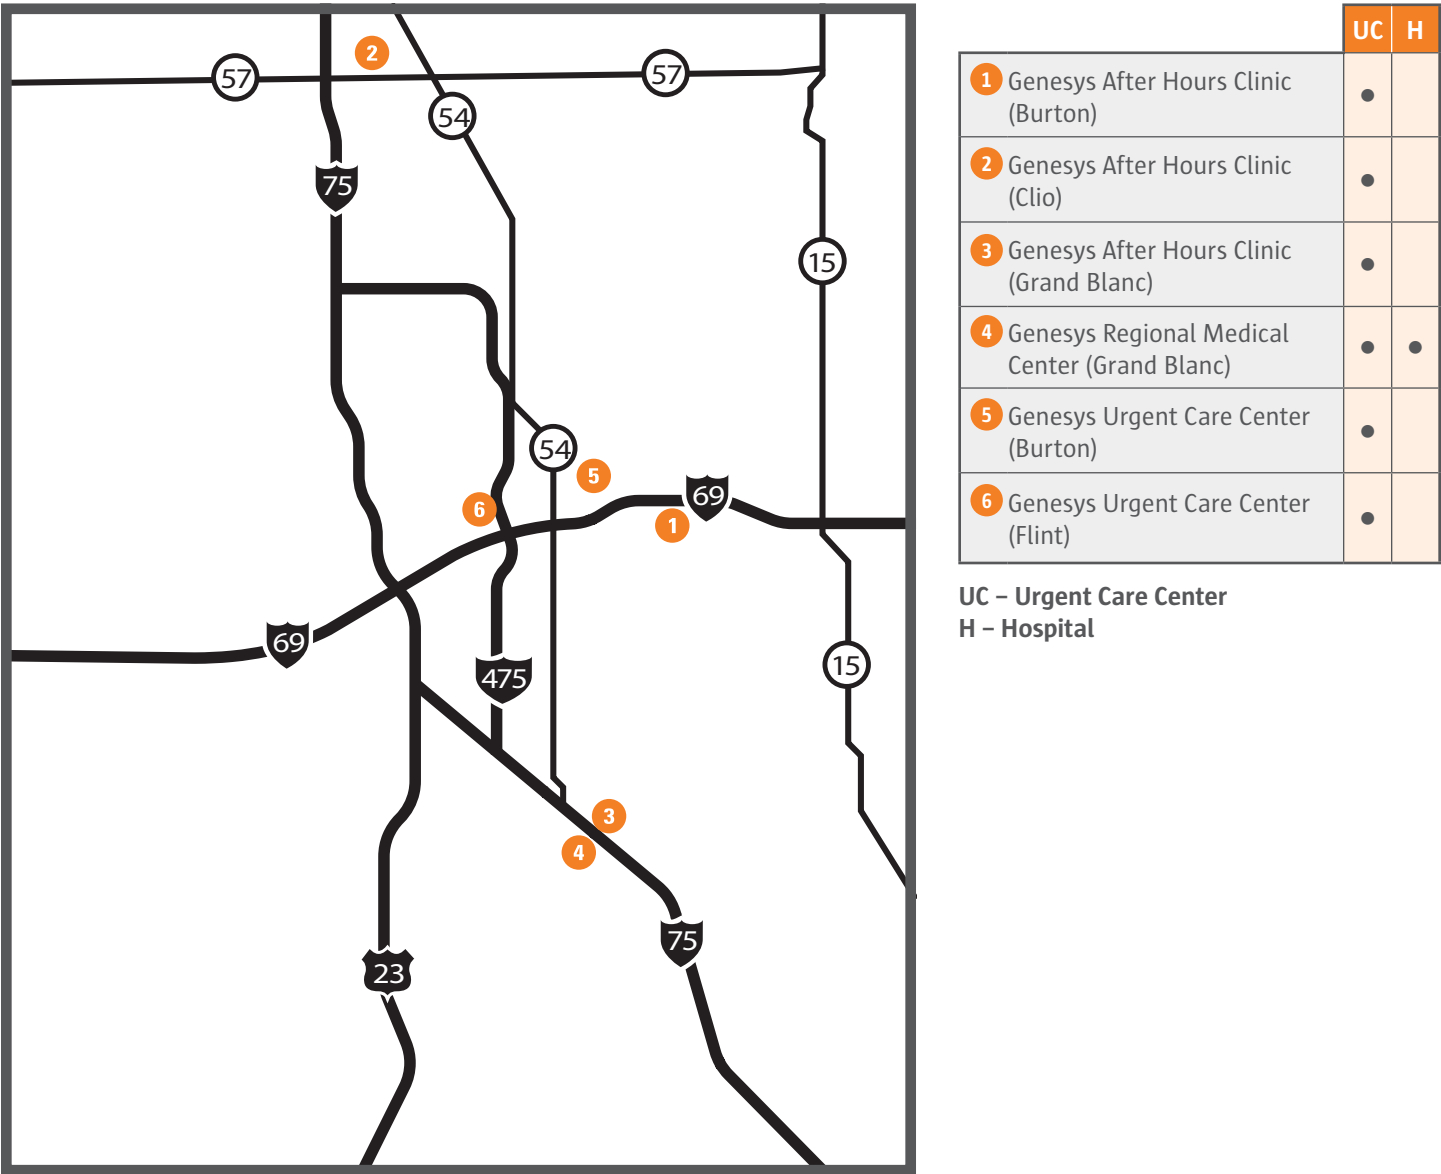 2
57
57
54
75
15
54
5
6
69
1
69
15
475
3
4
75
23
UC H
1 Genesys After Hours Clinic
(Burton)
•
2 Genesys After Hours Clinic
(Clio)
•
3 Genesys After Hours Clinic
(Grand Blanc)
•
4 Genesys Regional Medical
Center (Grand Blanc)
• •
5 Genesys Urgent Care Center
(Burton)
•
6 Genesys Urgent Care Center
(Flint)
•
UC – Urgent Care Center
H – Hospital